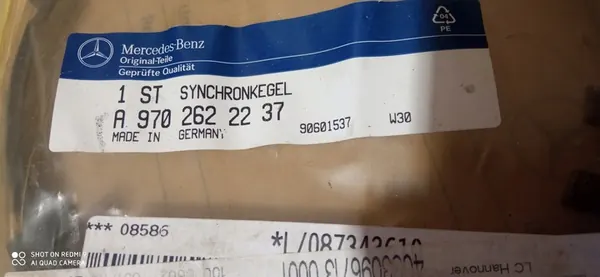 Mercedes-Benz
Original-Teile
Geprüfte Qualität
04
PE
1 ST SYNCHRONKEGEL
A 970 262 22 37
MADE IN GERMANY
90601537 W30
*** 08586
LC Hannover
SHOT ON REDMI
AI QUAD CAMERA